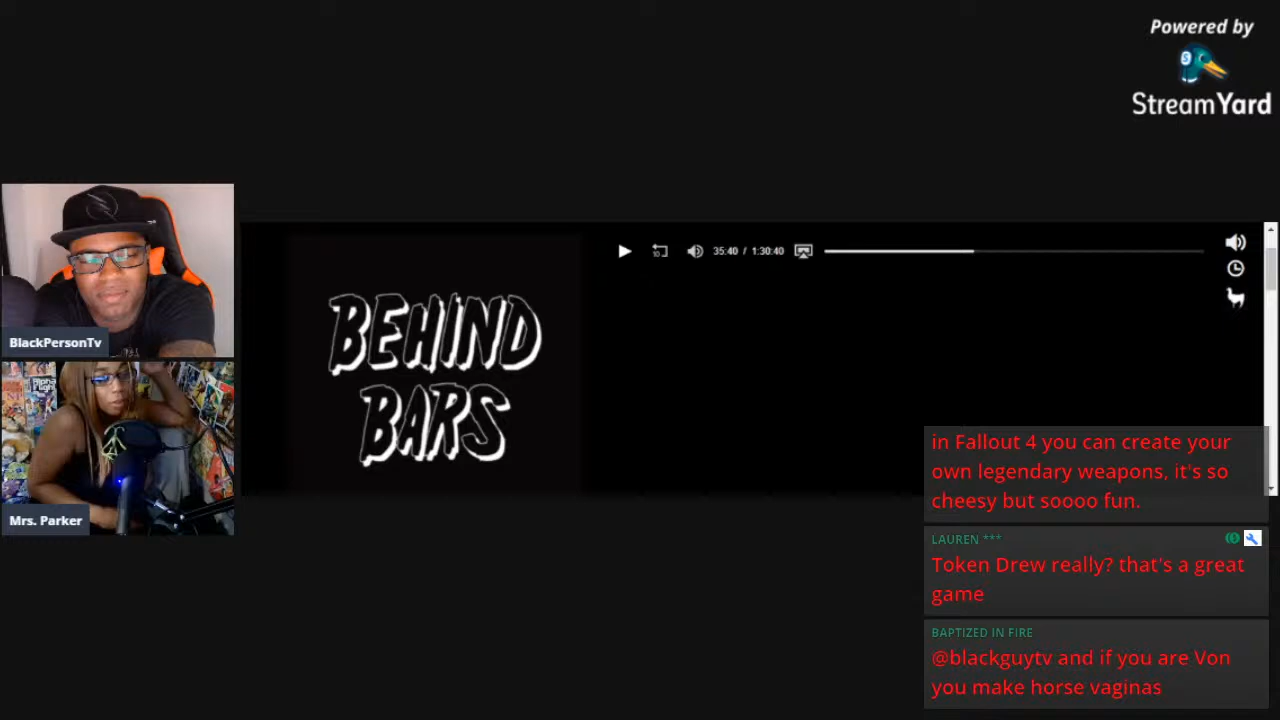 Powered by
StreamYard
BlackPersonTv
Mrs. Parker
BEHIND
BARS
10
35:40 / 1:30:40
in Fallout 4 you can create your
own legendary weapons, it's so
cheesy but soooo fun.
LAUREN ***
Token Drew really? that's a great
game
BAPTIZED IN FIRE
@blackguytv and if you are Von
you make horse vaginas